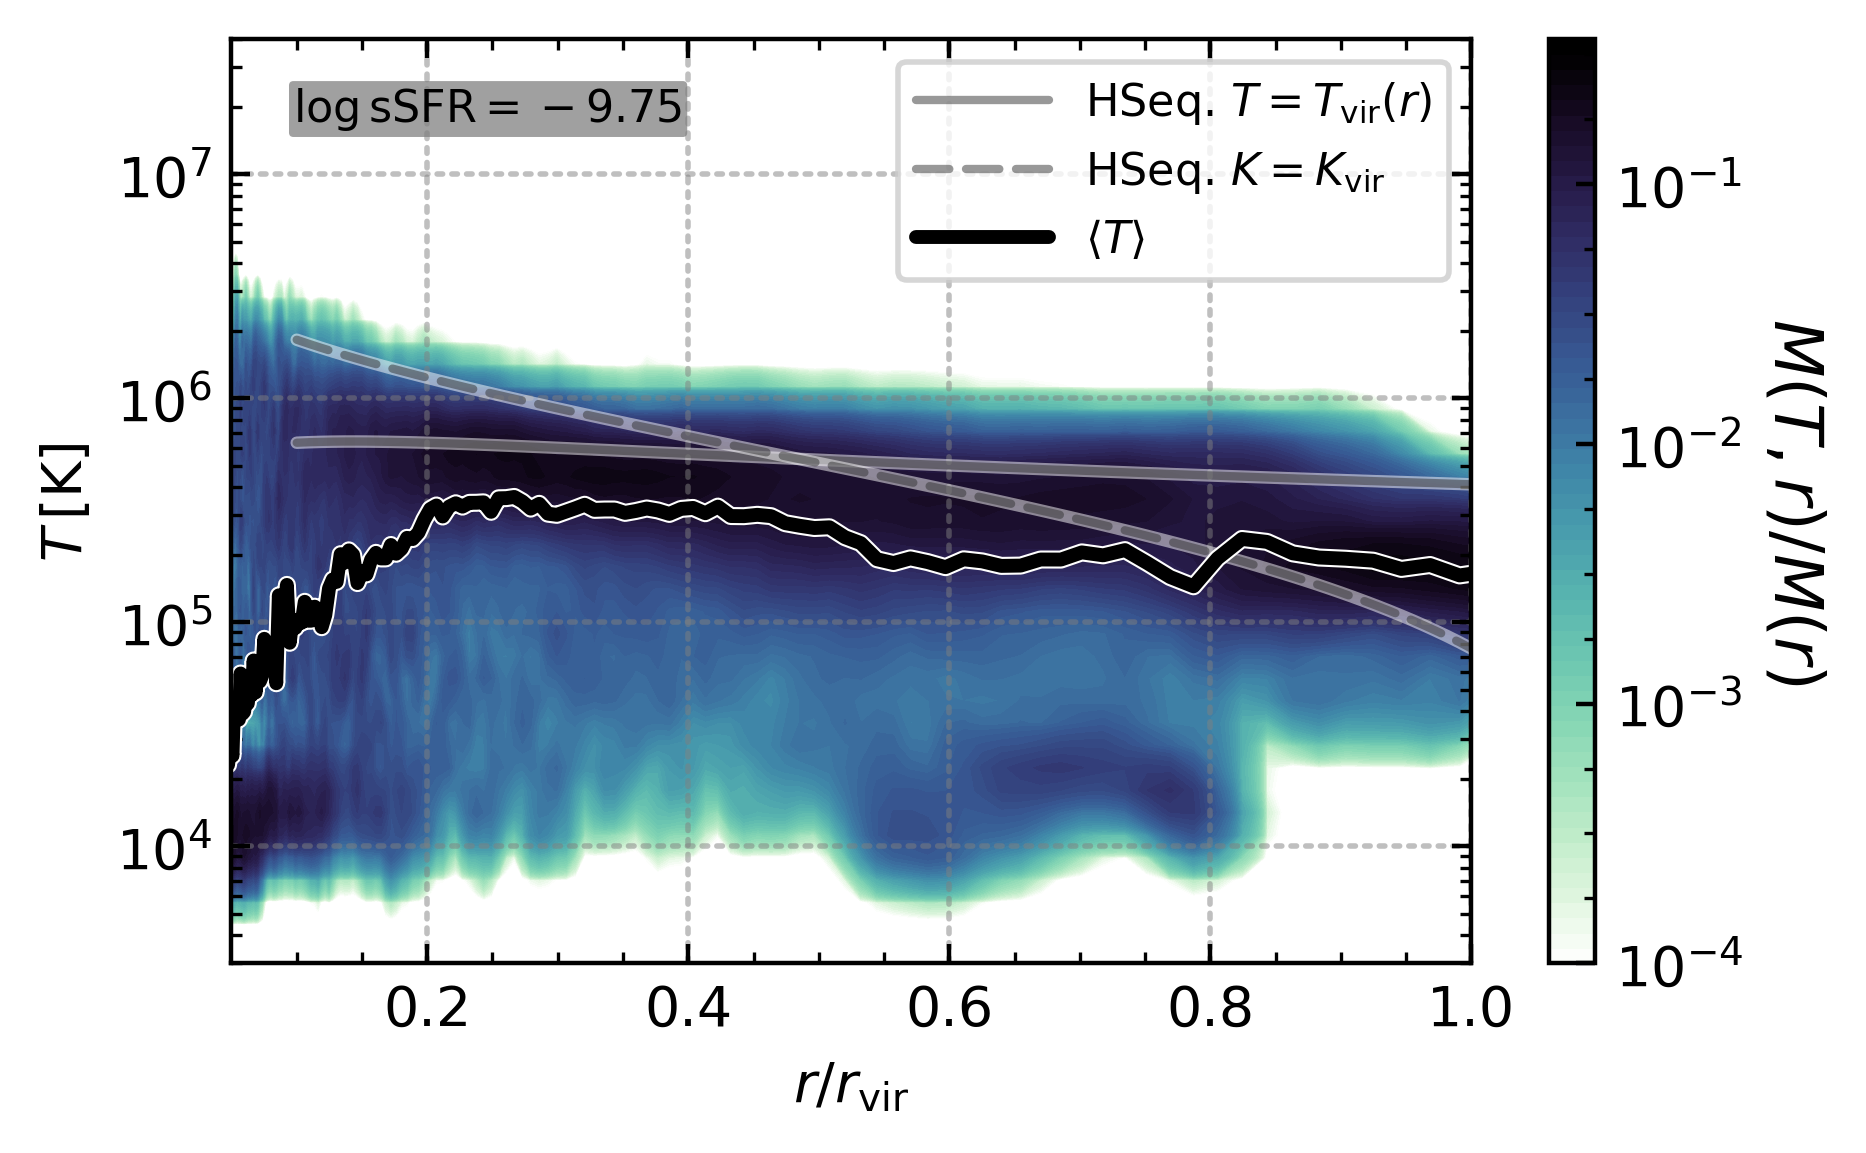 log sSFR = −9.75
HSeq. T = T_vir(r)
HSeq. K = K_vir
⟨T⟩
10^7
10^6
10^5
10^4
T [K]
0.2 0.4 0.6 0.8 1.0
r/r_vir
10^−1
10^−2
10^−3
10^−4
M(T, r)/M(r)